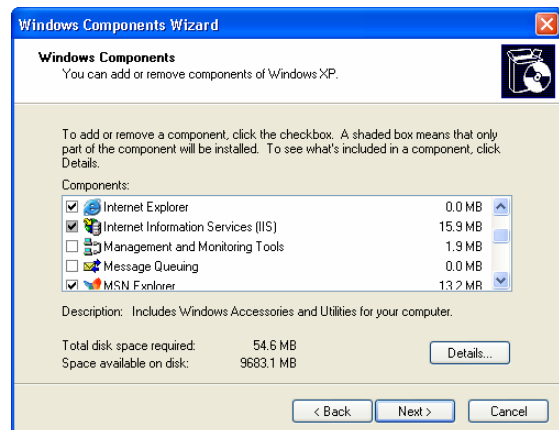 Windows Components Wizard
Windows Components
You can add or remove components of Windows XP.
To add or remove a component, click the checkbox. A shaded box means that only
part of the component will be installed. To see what's included in a component, click
Details.
Components:
Internet Explorer 0.0 MB
Internet Information Services (IIS) 15.9 MB
Management and Monitoring Tools 1.9 MB
Message Queuing 0.0 MB
MSN Explorer 13.2 MB
Description: Includes Windows Accessories and Utilities for your computer.
Total disk space required: 54.6 MB
Space available on disk: 9683.1 MB
Details...
< Back Next > Cancel